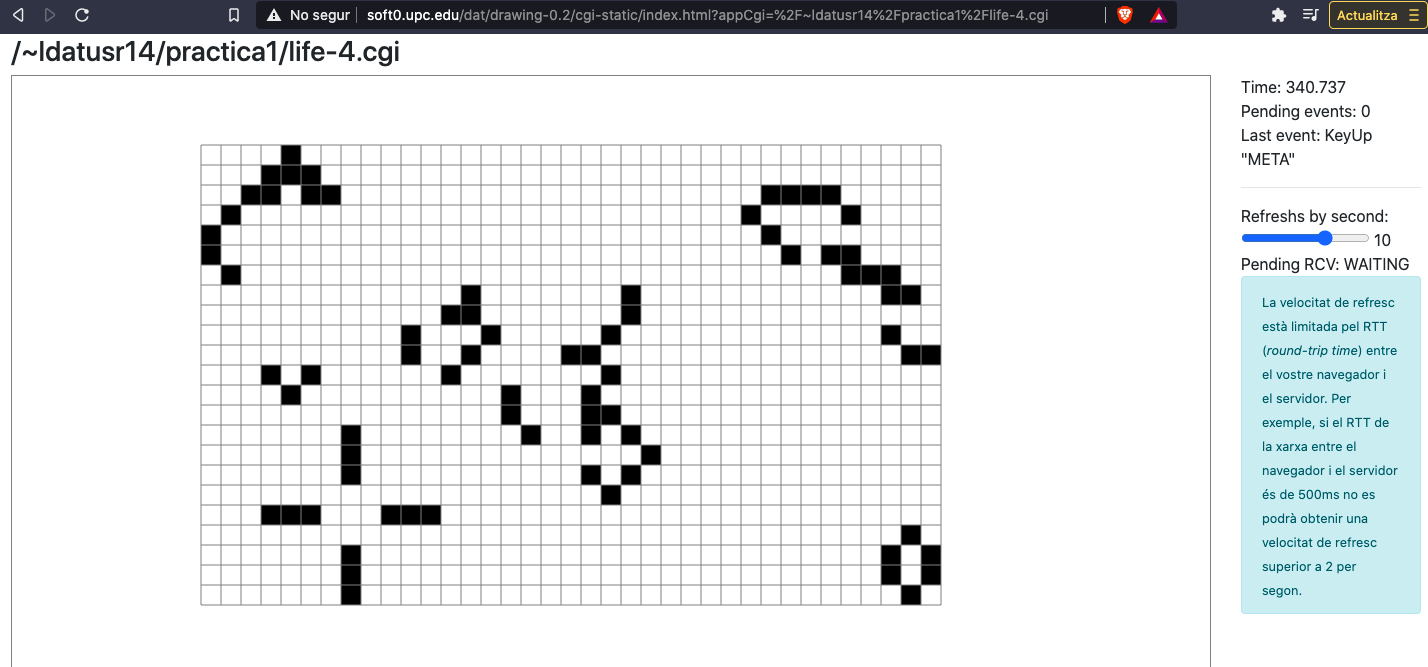 No segur
soft0.upc.edu/dat/drawing-0.2/cgi-static/index.html?appCgi=%2F~ldatusr14%2Fpractica1%2Flife-4.cgi
Actualitza
/~ldatusr14/practica1/life-4.cgi
Time: 340.737
Pending events: 0
Last event: KeyUp
"META"
Refreshs by second:
10
Pending RCV: WAITING
La velocitat de refresc
està limitada pel RTT
(round-trip time) entre
el vostre navegador i
el servidor. Per
exemple, si el RTT de
la xarxa entre el
navegador i el servidor
és de 500ms no es
podrà obtenir una
velocitat de refresc
superior a 2 per
segon.